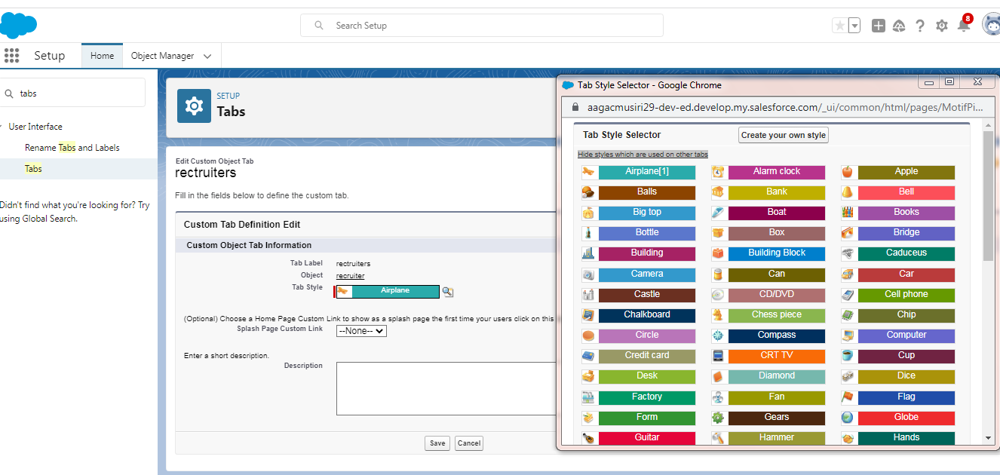 Search Setup
8
Setup
Home
Object Manager
tabs
User Interface
Rename Tabs and Labels
Tabs
Didn't find what you're looking for? Try
using Global Search.
SETUP
Tabs
Edit Custom Object Tab
rectruiters
Fill in the fields below to define the custom tab.
Custom Tab Definition Edit
Custom Object Tab Information
Tab Label rectruiters
Object recruiter
Tab Style Airplane
(Optional) Choose a Home Page Custom Link to show as a splash page the first time your users click on this
Splash Page Custom Link --None--
Enter a short description.
Description
Save Cancel
Tab Style Selector - Google Chrome
aagacmusiri29-dev-ed.develop.my.salesforce.com/_ui/common/html/pages/MotifPi...
Tab Style Selector Create your own style
Hide styles which are used on other tabs
Airplane[1] Alarm clock Apple
Balls Bank Bell
Big top Boat Books
Bottle Box Bridge
Building Building Block Caduceus
Camera Can Car
Castle CD/DVD Cell phone
Chalkboard Chess piece Chip
Circle Compass Computer
Credit card CRT TV Cup
Desk Diamond Dice
Factory Fan Flag
Form Gears Globe
Guitar Hammer Hands